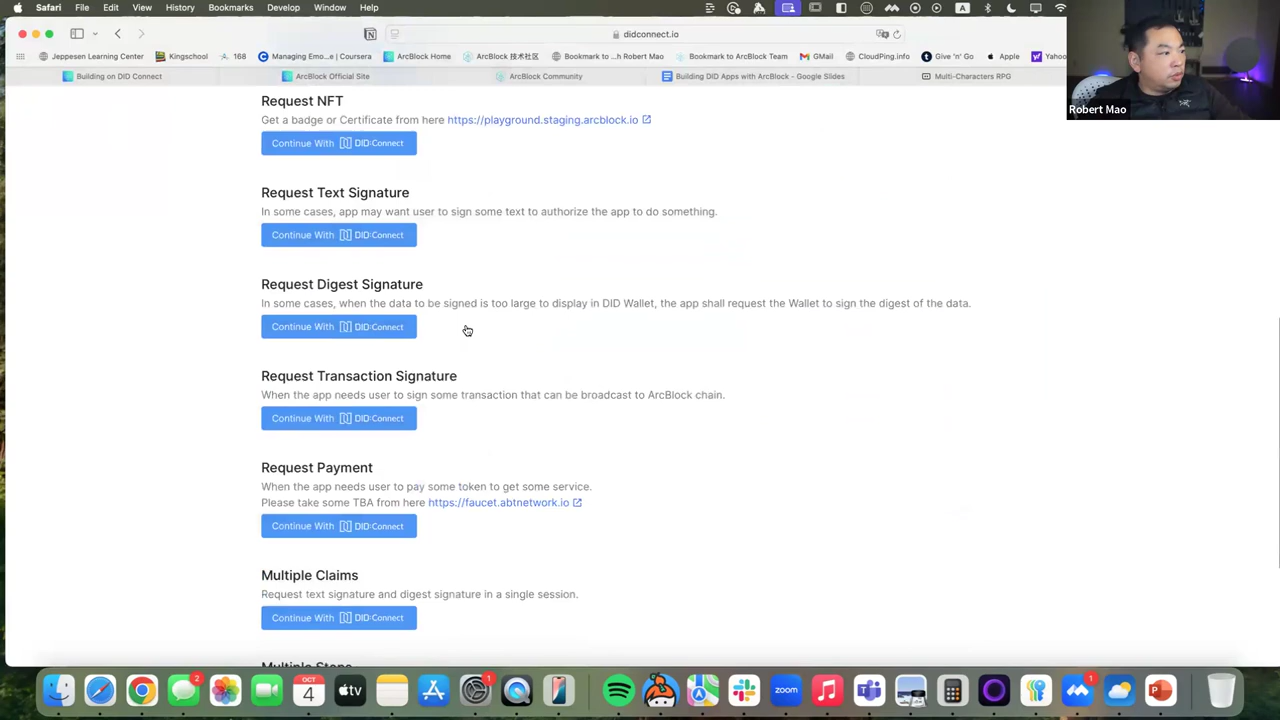 Safari File Edit View History Bookmarks Develop Window Help
didconnect.io
Jeppesen Learning Center Kingschool 168 Managing Emo...e | Coursera ArcBlock Home ArcBlock 技术社区 Bookmark to ...h Robert Mao Bookmark to ArcBlock Team GMail CloudPing.info Give 'n' Go Apple Yahoo
Building on DID Connect ArcBlock Official Site ArcBlock Community Building DID Apps with ArcBlock - Google Slides Multi-Characters RPG
Robert Mao
Request NFT
Get a badge or Certificate from here https://playground.staging.arcblock.io
Continue With DID:Connect
Request Text Signature
In some cases, app may want user to sign some text to authorize the app to do something.
Continue With DID:Connect
Request Digest Signature
In some cases, when the data to be signed is too large to display in DID Wallet, the app shall request the Wallet to sign the digest of the data.
Continue With DID:Connect
Request Transaction Signature
When the app needs user to sign some transaction that can be broadcast to ArcBlock chain.
Continue With DID:Connect
Request Payment
When the app needs user to pay some token to get some service.
Please take some TBA from here https://faucet.abtnetwork.io
Continue With DID:Connect
Multiple Claims
Request text signature and digest signature in a single session.
Continue With DID:Connect
Multiple Steps
2 OCT 4 tv 1 zoom 1